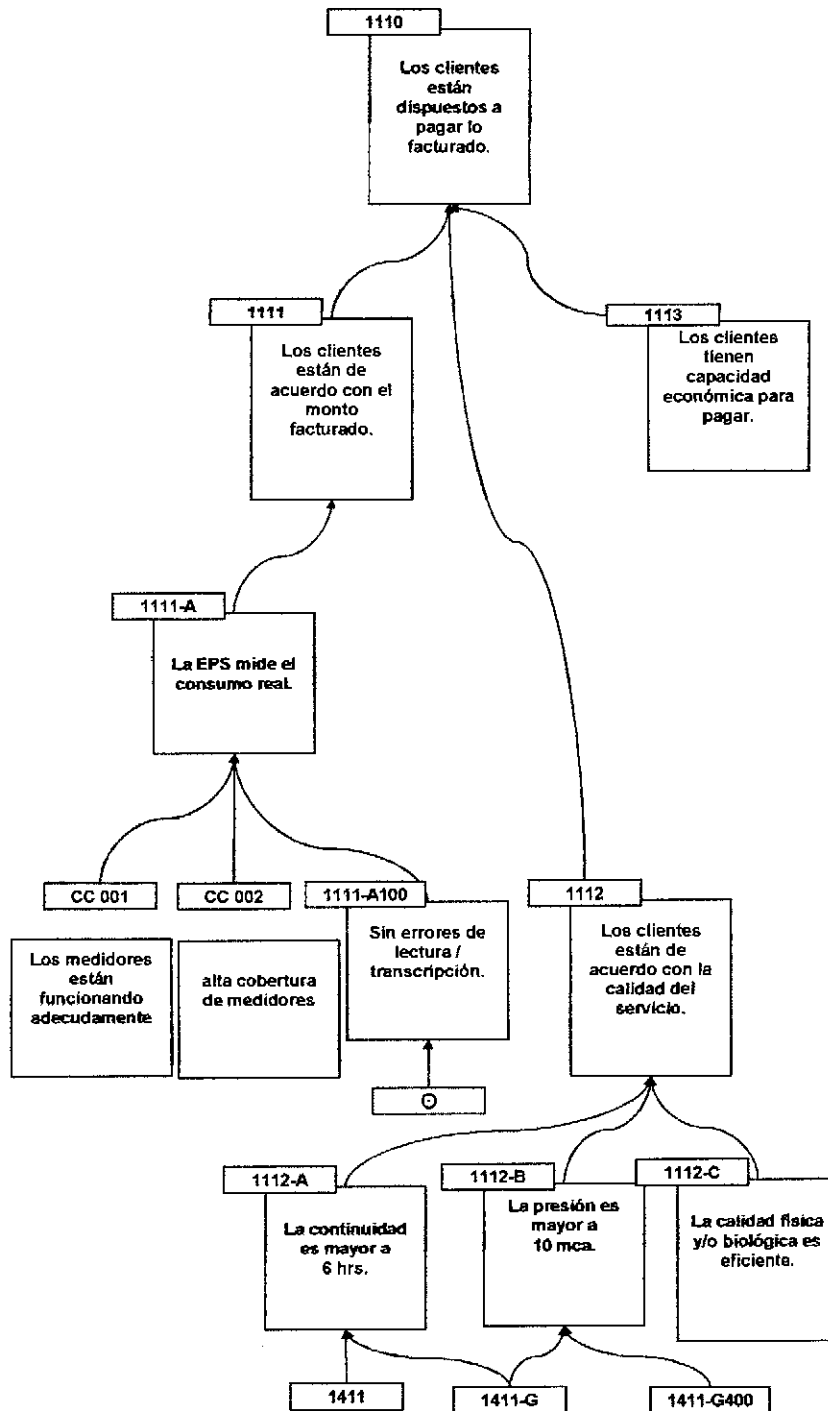 1110
Los clientes
están
dispuestos a
pagar lo
facturado.
1111
Los clientes
están de
acuerdo con el
monto
facturado.
1113
Los clientes
tienen
capacidad
económica para
pagar.
1111-A
La EPS mide el
consumo real.
CC 001
Los medidores
están
funcionando
adecudamente
CC 002
alta cobertura
de medidores
1111-A100
Sin errores de
lectura /
transcripción.
1112
Los clientes
están de
acuerdo con la
calidad del
servicio.
1112-A
La continuidad
es mayor a
6 hrs.
1112-B
La presión es
mayor a
10 mca.
1112-C
La calidad física
y/o biológica es
eficiente.
1411
1411-G
1411-G400